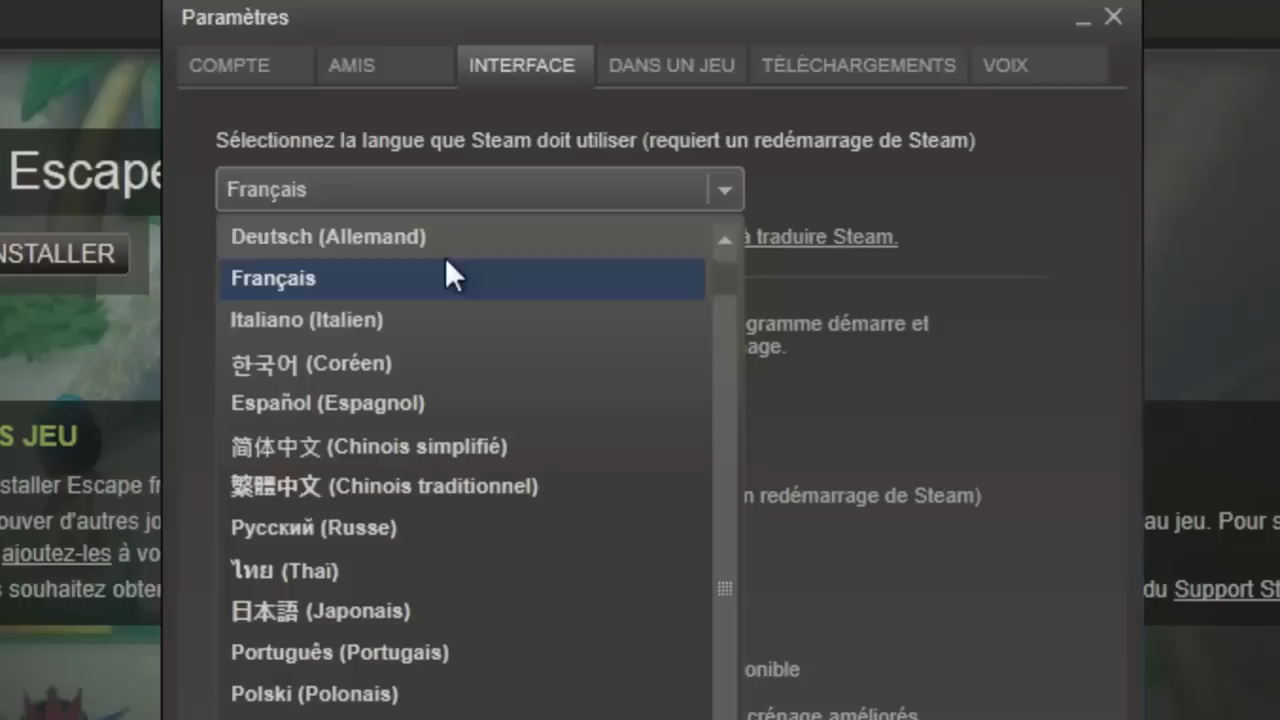 Paramètres
COMPTE
AMIS
INTERFACE
DANS UN JEU
TÉLÉCHARGEMENTS
VOIX
Sélectionnez la langue que Steam doit utiliser (requiert un redémarrage de Steam)
Escape
Français
NSTALLER
Deutsch (Allemand)
à traduire Steam.
Français
Italiano (Italien)
gramme démarre et
age.
한국어 (Coréen)
Español (Espagnol)
S JEU
简体中文 (Chinois simplifié)
staller Escape fr
繁體中文 (Chinois traditionnel)
n redémarrage de Steam)
ouver d'autres jo
Русский (Russe)
au jeu. Pour s
ajoutez-les à vo
ไทย (Thaï)
s souhaitez obter
du Support St
日本語 (Japonais)
Português (Portugais)
onible
Polski (Polonais)
crénage améliorés